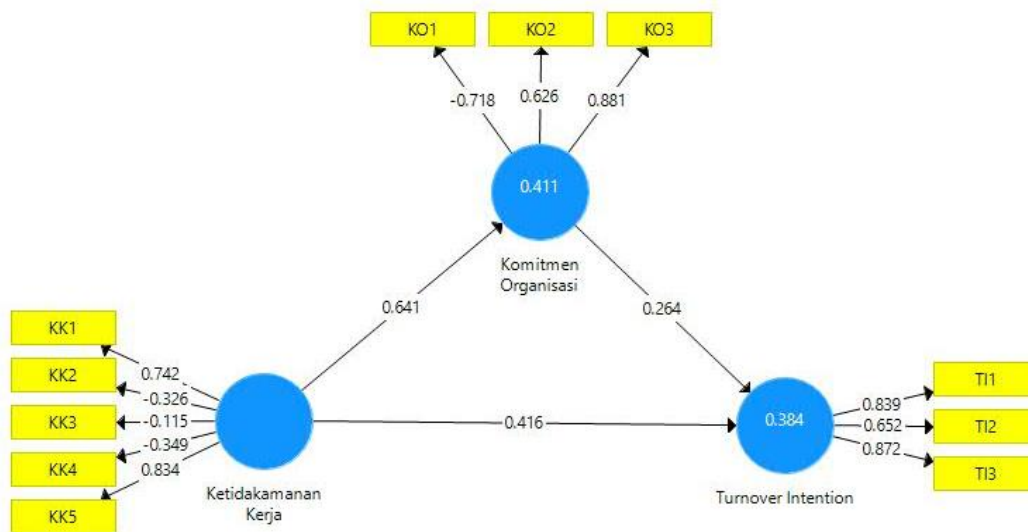 KO1
KO2
KO3
-0.718
0.626
0.881
0.411
Komitmen
Organisasi
0.641
0.264
KK1
KK2
KK3
KK4
KK5
0.742
-0.326
-0.115
-0.349
0.834
Ketidakamanan
Kerja
0.416
0.384
Turnover Intention
0.839
0.652
0.872
TI1
TI2
TI3